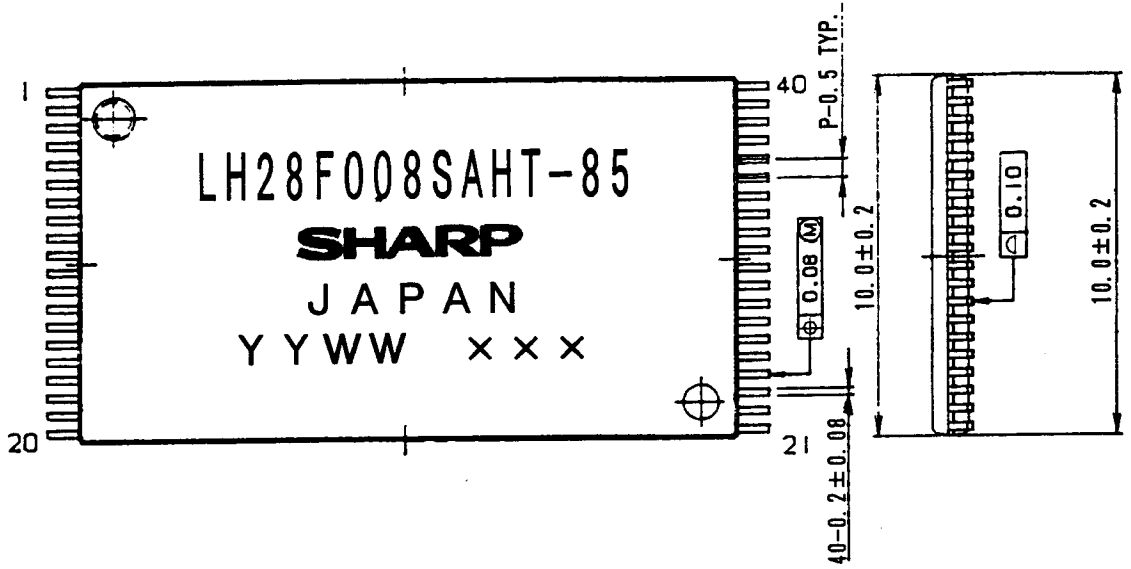 1
40
LH28F008SAHT-85
SHARP
JAPAN
YYWW ×××
20
21
P-0.5 TYP.
0.08 Ⓜ
40-0.2±0.08
10.0±0.2
0.10
10.0±0.2